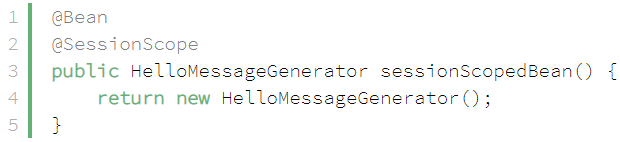 1 @Bean
2 @SessionScope
3 public HelloMessageGenerator sessionScopedBean() {
4     return new HelloMessageGenerator();
5 }